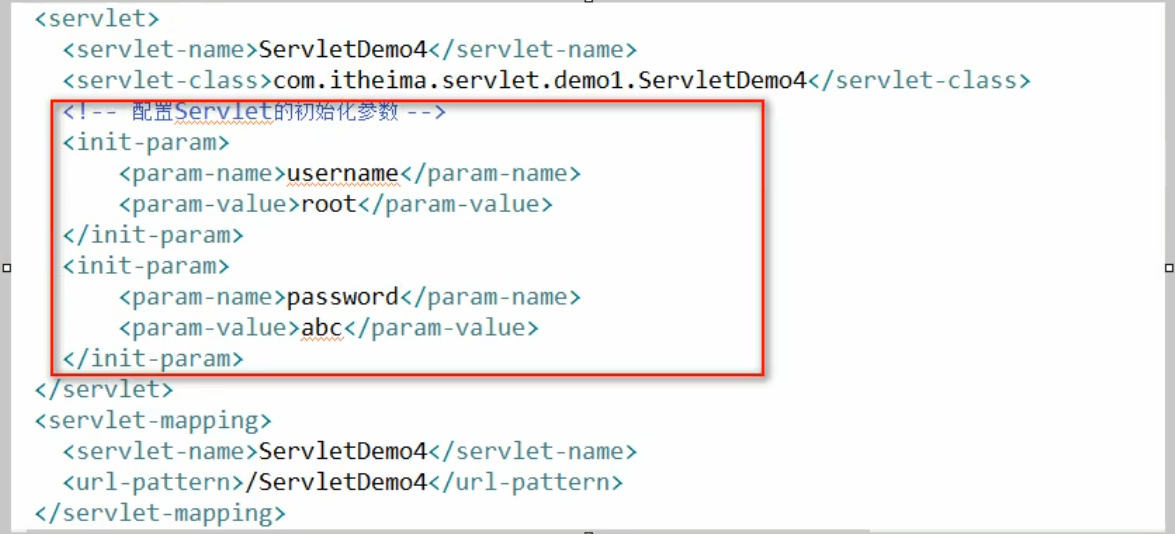 <servlet>
<servlet-name>ServletDemo4</servlet-name>
<servlet-class>com.itheima.servlet.demo1.ServletDemo4</servlet-class>
<!-- 配置Servlet的初始化参数 -->
<init-param>
<param-name>username</param-name>
<param-value>root</param-value>
</init-param>
<init-param>
<param-name>password</param-name>
<param-value>abc</param-value>
</init-param>
</servlet>
<servlet-mapping>
<servlet-name>ServletDemo4</servlet-name>
<url-pattern>/ServletDemo4</url-pattern>
</servlet-mapping>